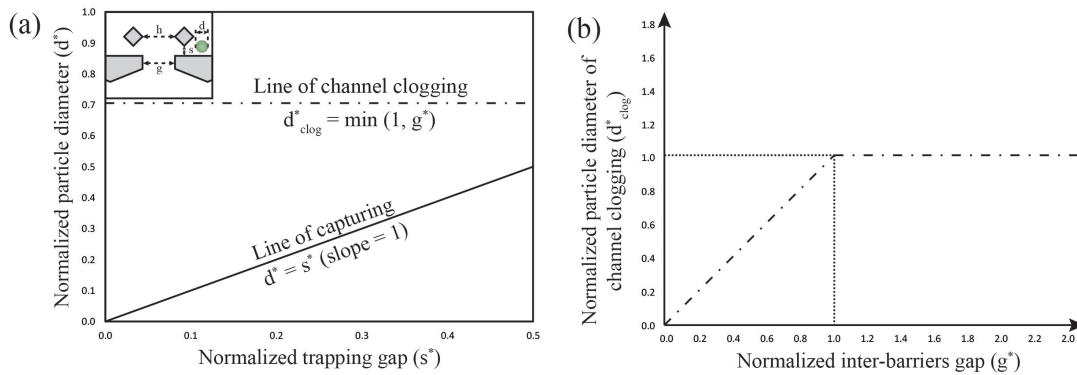 (a)
Normalized particle diameter (d*)
1.0
0.9
0.8
0.7
0.6
0.5
0.4
0.3
0.2
0.1
0.0
h
d
s
g
Line of channel clogging
d*clog = min (1, g*)
Line of capturing
d* = s* (slope = 1)
0.0 0.1 0.2 0.3 0.4 0.5
Normalized trapping gap (s*)
(b)
Normalized particle diameter of
channel clogging (d*clog)
1.8
1.6
1.4
1.2
1.0
0.8
0.6
0.4
0.2
0.0
0.0 0.2 0.4 0.6 0.8 1.0 1.2 1.4 1.6 1.8 2.0 2.2 2.4
Normalized inter-barriers gap (g*)